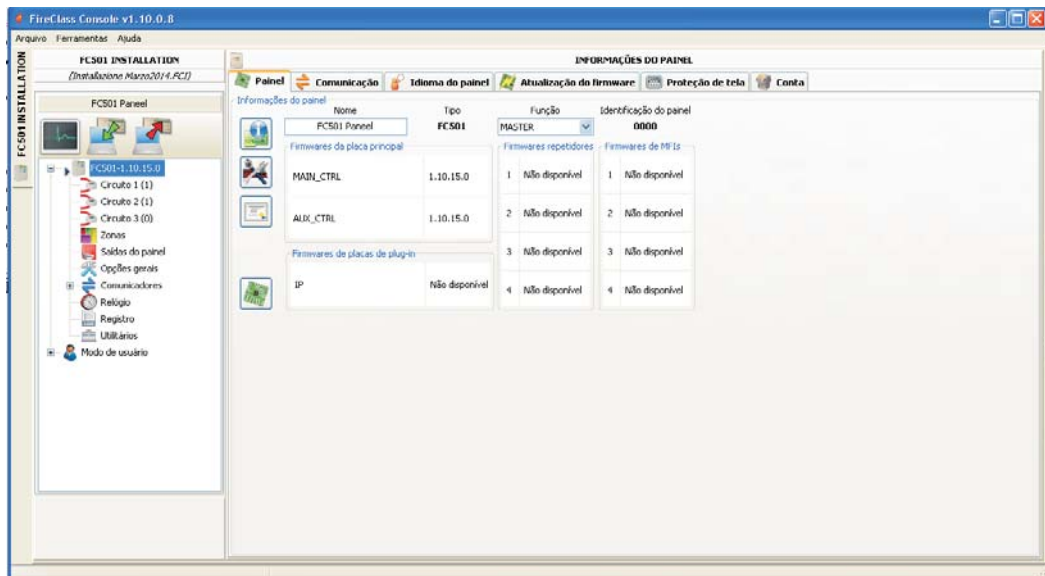 FireClass Console v1.10.0.8
Arquivo Ferramentas Ajuda
FC501 INSTALLATION
FC501 INSTALLATION
(Installazione Marzo2014.FCI)
FC501 Paneel
FC501-1.10.15.0
Circuito 1 (1)
Circuito 2 (1)
Circuito 3 (0)
Zonas
Saídas do painel
Opções gerais
Comunicadores
Relógio
Registro
Utilitários
Modo de usuário
INFORMAÇÕES DO PAINEL
Painel Comunicação Idioma do painel Atualização do firmware Proteção de tela Conta
Informações do painel
Nome Tipo Função Identificação do painel
FC501 Paneel FC501 MASTER 0000
Firmwares da placa principal
MAIN_CTRL 1.10.15.0
AUX_CTRL 1.10.15.0
Firmwares de placas de plug-in
IP Não disponível
Firmwares repetidores
1 Não disponível
2 Não disponível
3 Não disponível
4 Não disponível
Firmwares de MFIs
1 Não disponível
2 Não disponível
3 Não disponível
4 Não disponível